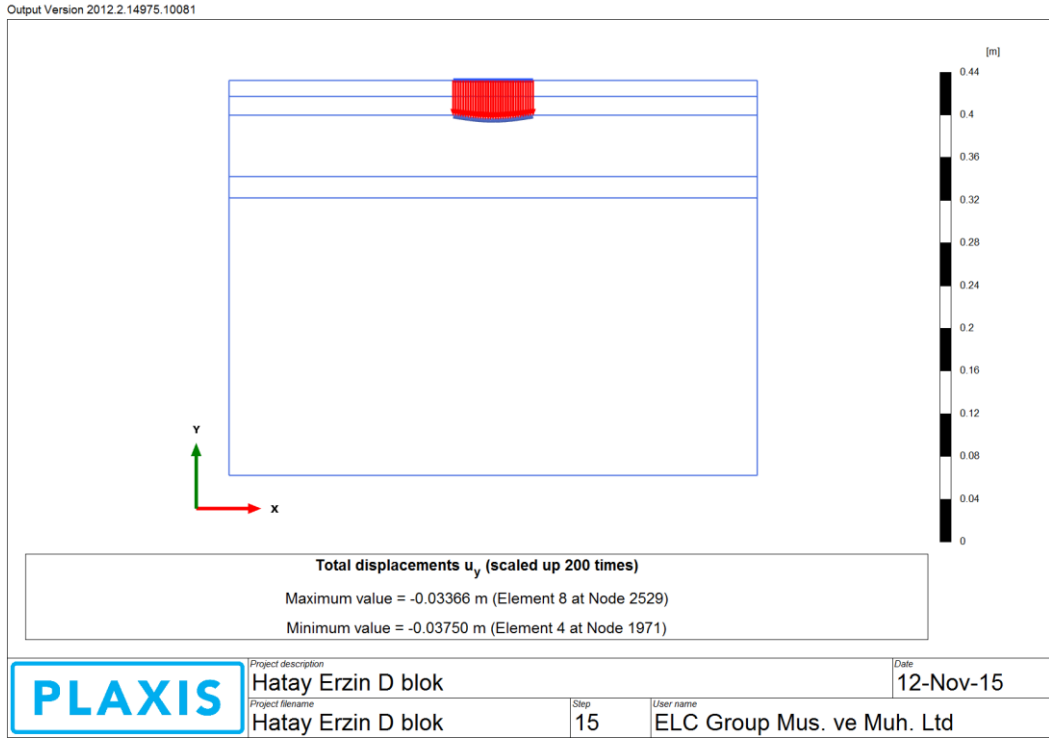 Output Version 2012.2.14975.10081
[m]
0.44
0.4
0.36
0.32
0.28
0.24
0.2
0.16
0.12
0.08
0.04
0
Y
X
Total displacements uy (scaled up 200 times)
Maximum value = -0.03366 m (Element 8 at Node 2529)
Minimum value = -0.03750 m (Element 4 at Node 1971)
PLAXIS
Project description
Hatay Erzin D blok
Date
12-Nov-15
Project filename
Hatay Erzin D blok
Step
15
User name
ELC Group Mus. ve Muh. Ltd